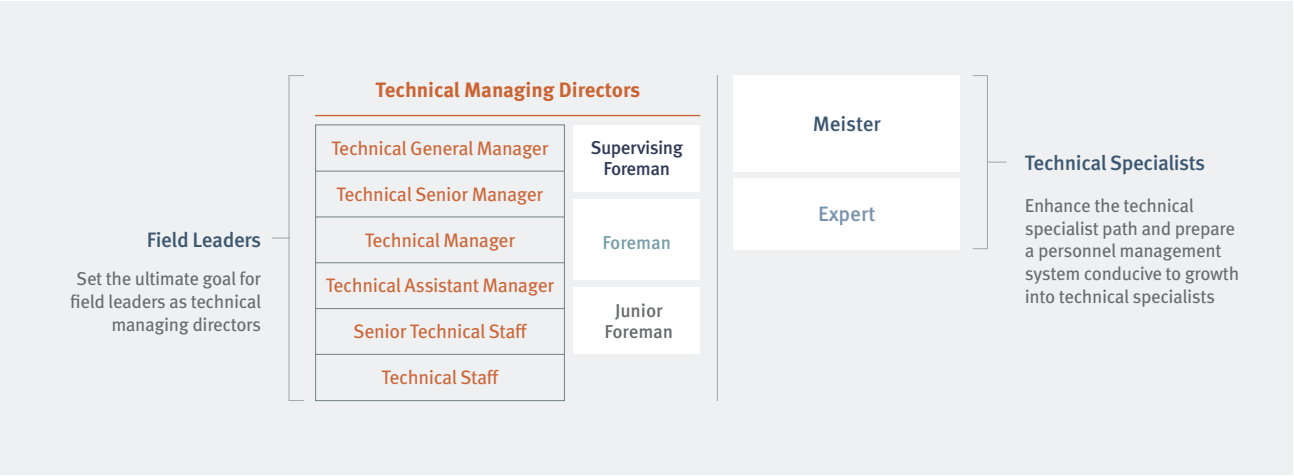 Field Leaders
Set the ultimate goal for
field leaders as technical
managing directors
Technical Managing Directors
Technical General Manager
Technical Senior Manager
Technical Manager
Technical Assistant Manager
Senior Technical Staff
Technical Staff
Supervising
Foreman
Foreman
Junior
Foreman
Meister
Expert
Technical Specialists
Enhance the technical
specialist path and prepare
a personnel management
system conducive to growth
into technical specialists